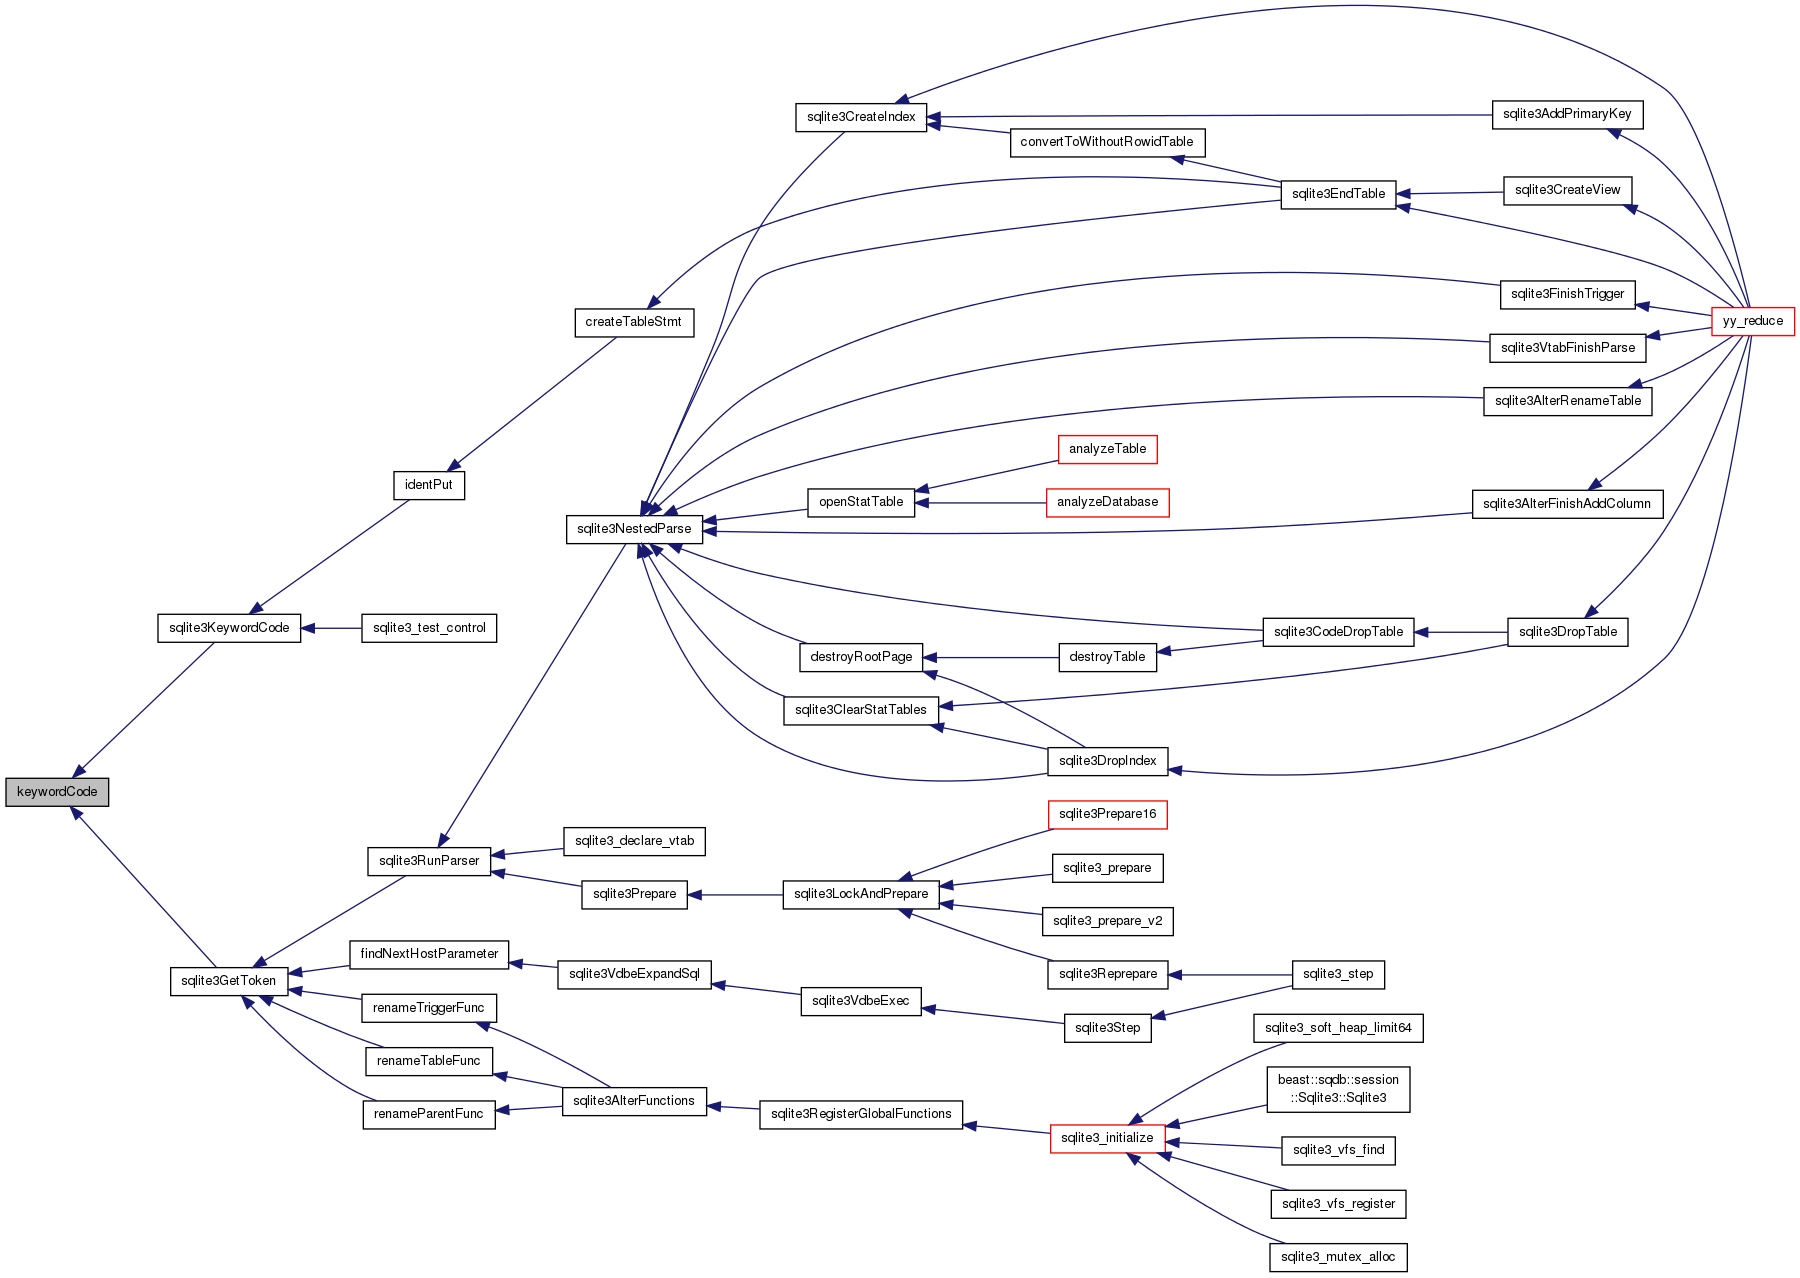 sqlite3CreateIndex
sqlite3AddPrimaryKey
convertToWithoutRowidTable
sqlite3EndTable
sqlite3CreateView
sqlite3FinishTrigger
createTableStmt
yy_reduce
sqlite3VtabFinishParse
sqlite3AlterRenameTable
analyzeTable
identPut
openStatTable
analyzeDatabase
sqlite3AlterFinishAddColumn
sqlite3NestedParse
sqlite3KeywordCode
sqlite3_test_control
sqlite3CodeDropTable
sqlite3DropTable
destroyRootPage
destroyTable
sqlite3ClearStatTables
sqlite3DropIndex
keywordCode
sqlite3Prepare16
sqlite3_declare_vtab
sqlite3RunParser
sqlite3_prepare
sqlite3Prepare
sqlite3LockAndPrepare
sqlite3_prepare_v2
findNextHostParameter
sqlite3VdbeExpandSql
sqlite3Reprepare
sqlite3_step
sqlite3GetToken
renameTriggerFunc
sqlite3VdbeExec
sqlite3Step
sqlite3_soft_heap_limit64
renameTableFunc
beast::sqdb::session
::Sqlite3::Sqlite3
sqlite3AlterFunctions
renameParentFunc
sqlite3RegisterGlobalFunctions
sqlite3_initialize
sqlite3_vfs_find
sqlite3_vfs_register
sqlite3_mutex_alloc